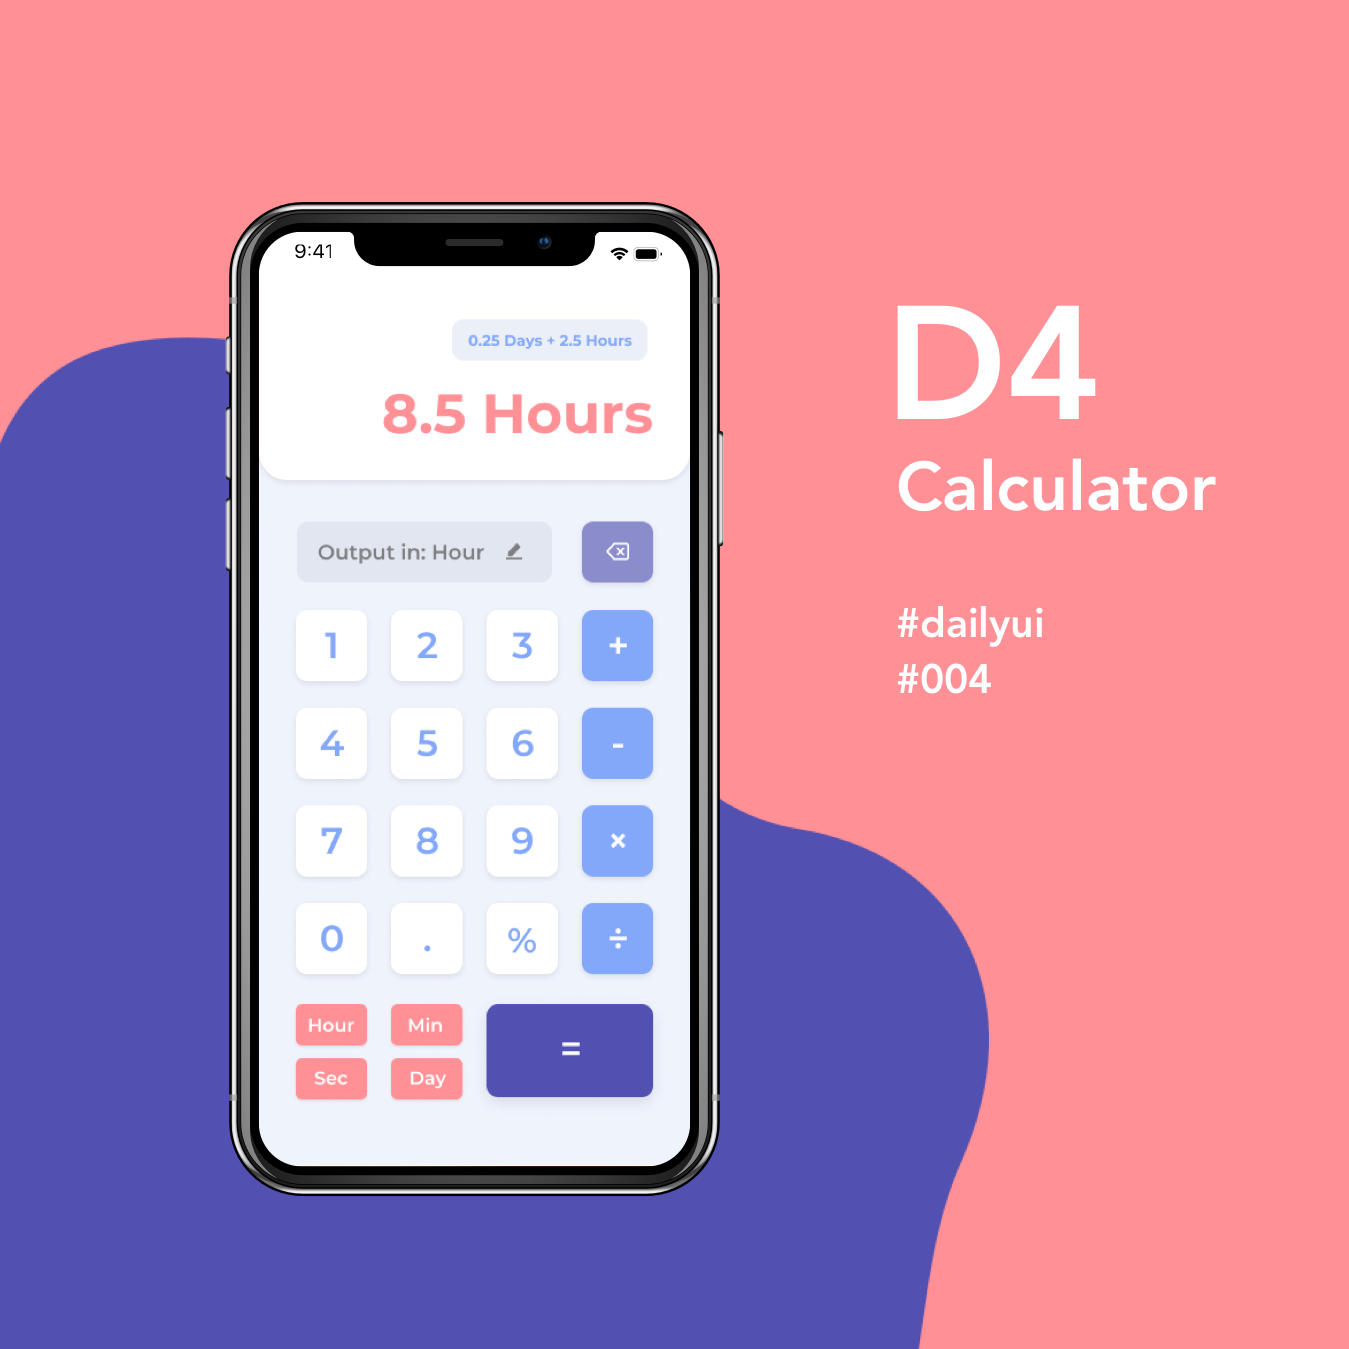 9:41
0.25 Days + 2.5 Hours
8.5 Hours
Output in: Hour
1 2 3 +
4 5 6 -
7 8 9 ×
0 . % ÷
Hour Min =
Sec Day
D4
Calculator
#dailyui
#004